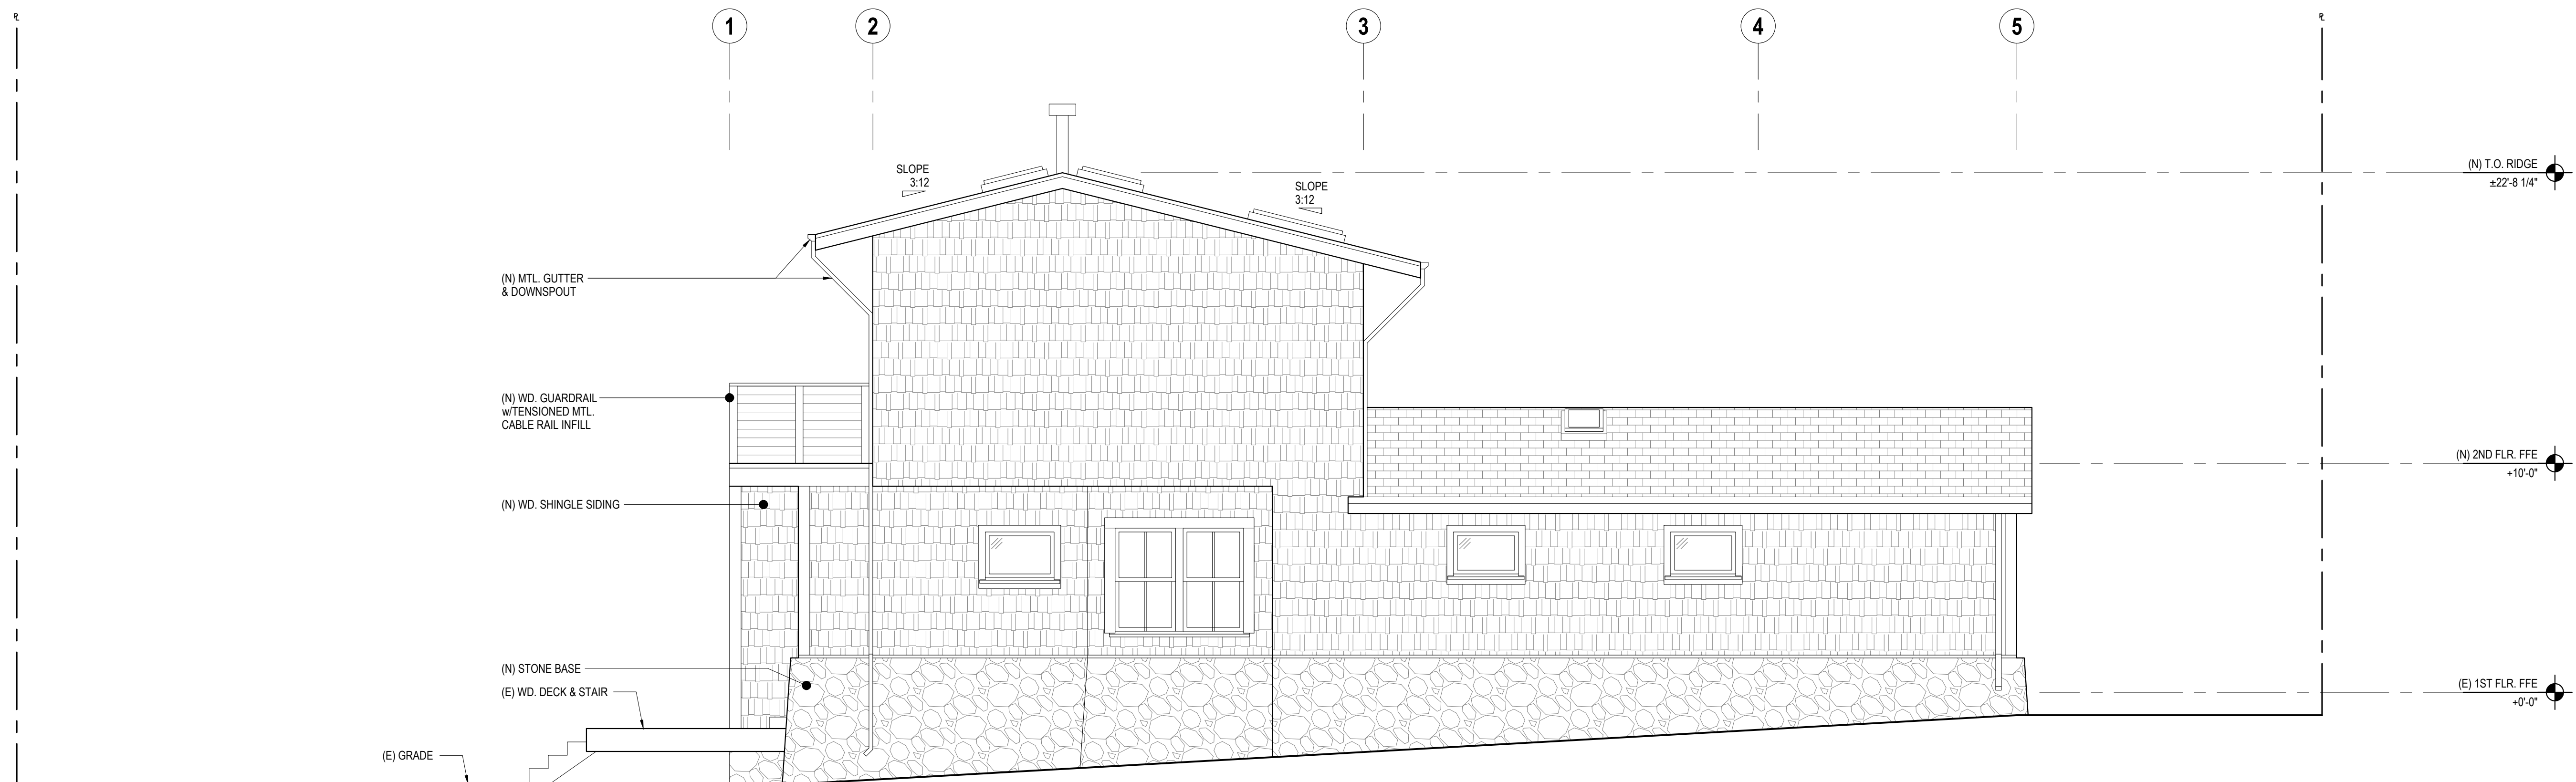 PL
1
2
3
4
5
PL
SLOPE
3:12
SLOPE
3:12
(N) T.O. RIDGE
±22'-8 1/4"
(N) MTL. GUTTER
& DOWNSPOUT
(N) WD. GUARDRAIL
w/TENSIONED MTL.
CABLE RAIL INFILL
(N) 2ND FLR. FFE
+10'-0"
(N) WD. SHINGLE SIDING
(N) STONE BASE
(E) WD. DECK & STAIR
(E) 1ST FLR. FFE
+0'-0"
(E) GRADE